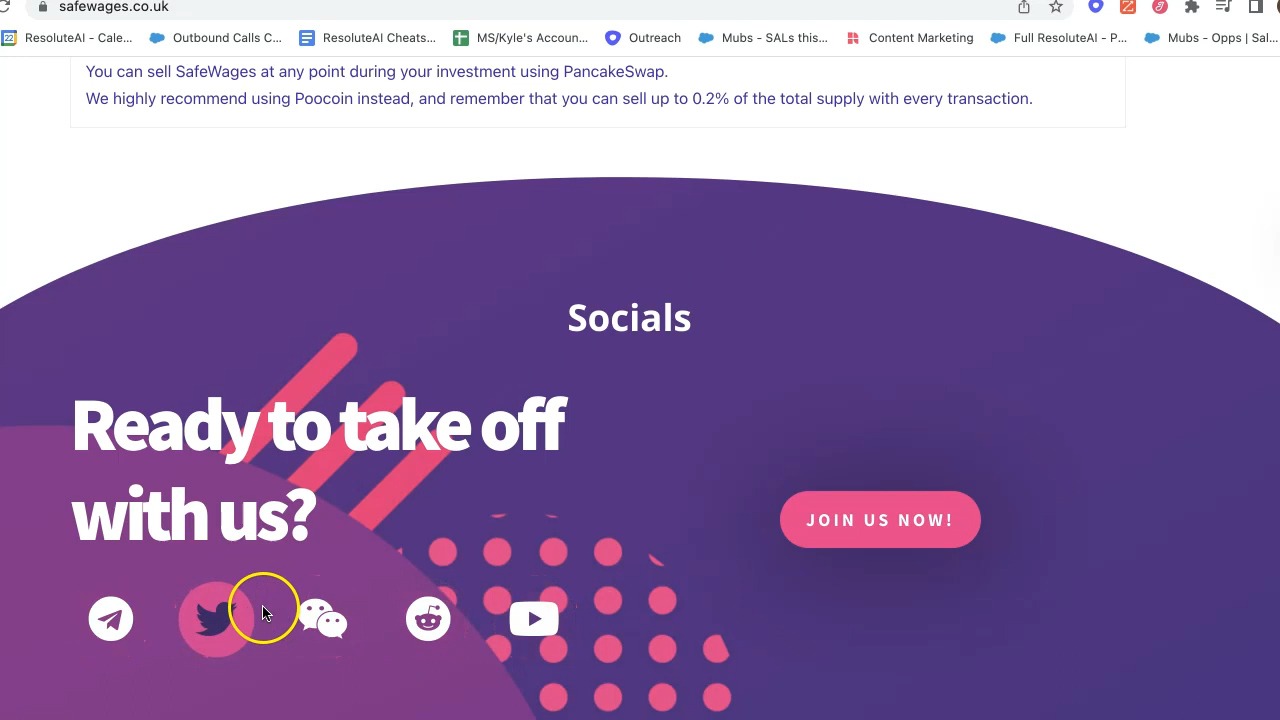 safewages.co.uk
22 ResoluteAI - Cale... Outbound Calls C... ResoluteAI Cheats... MS/Kyle's Accoun... Outreach Mubs - SALs this... Content Marketing Full ResoluteAI - P... Mubs - Opps | Sal...
You can sell SafeWages at any point during your investment using PancakeSwap.
We highly recommend using Poocoin instead, and remember that you can sell up to 0.2% of the total supply with every transaction.
Socials
Ready to take off
with us?
JOIN US NOW!